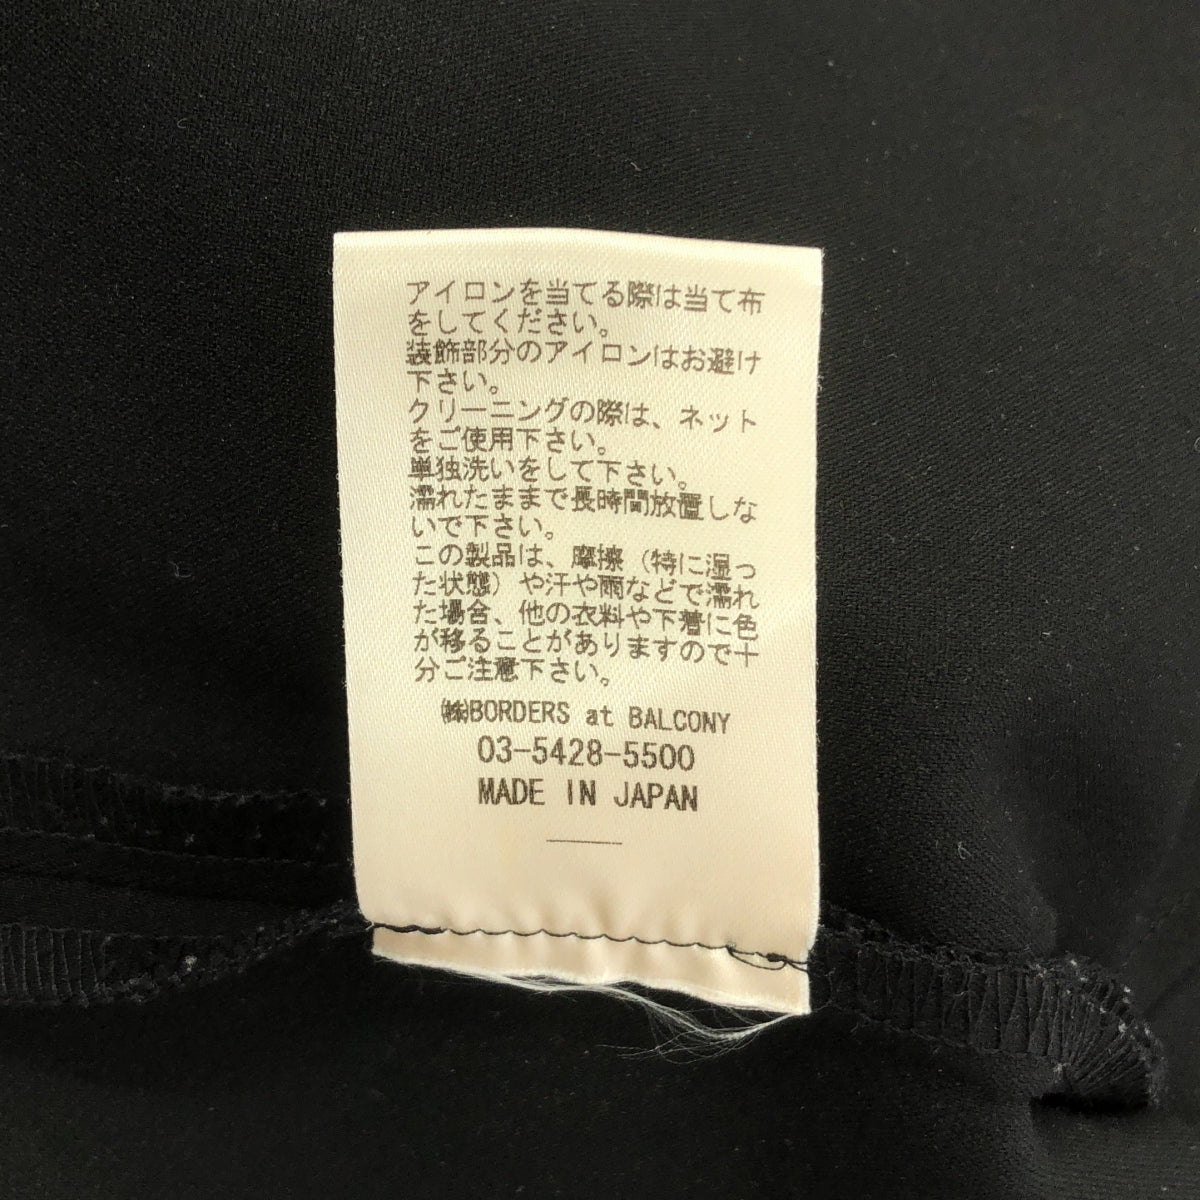 アイロンを当てる際は当て布
をしてください。
装飾部分のアイロンはお避け
下さい。
クリーニングの際は、ネット
をご使用下さい。
単独洗いをして下さい。
濡れたままで長時間放置しな
いで下さい。
この製品は、摩擦（特に湿っ
た状態）や汗や雨などで濡れ
た場合、他の衣料や下着に色
が移ることがありますので十
分ご注意下さい。
㈱BORDERS at BALCONY
03-5428-5500
MADE IN JAPAN